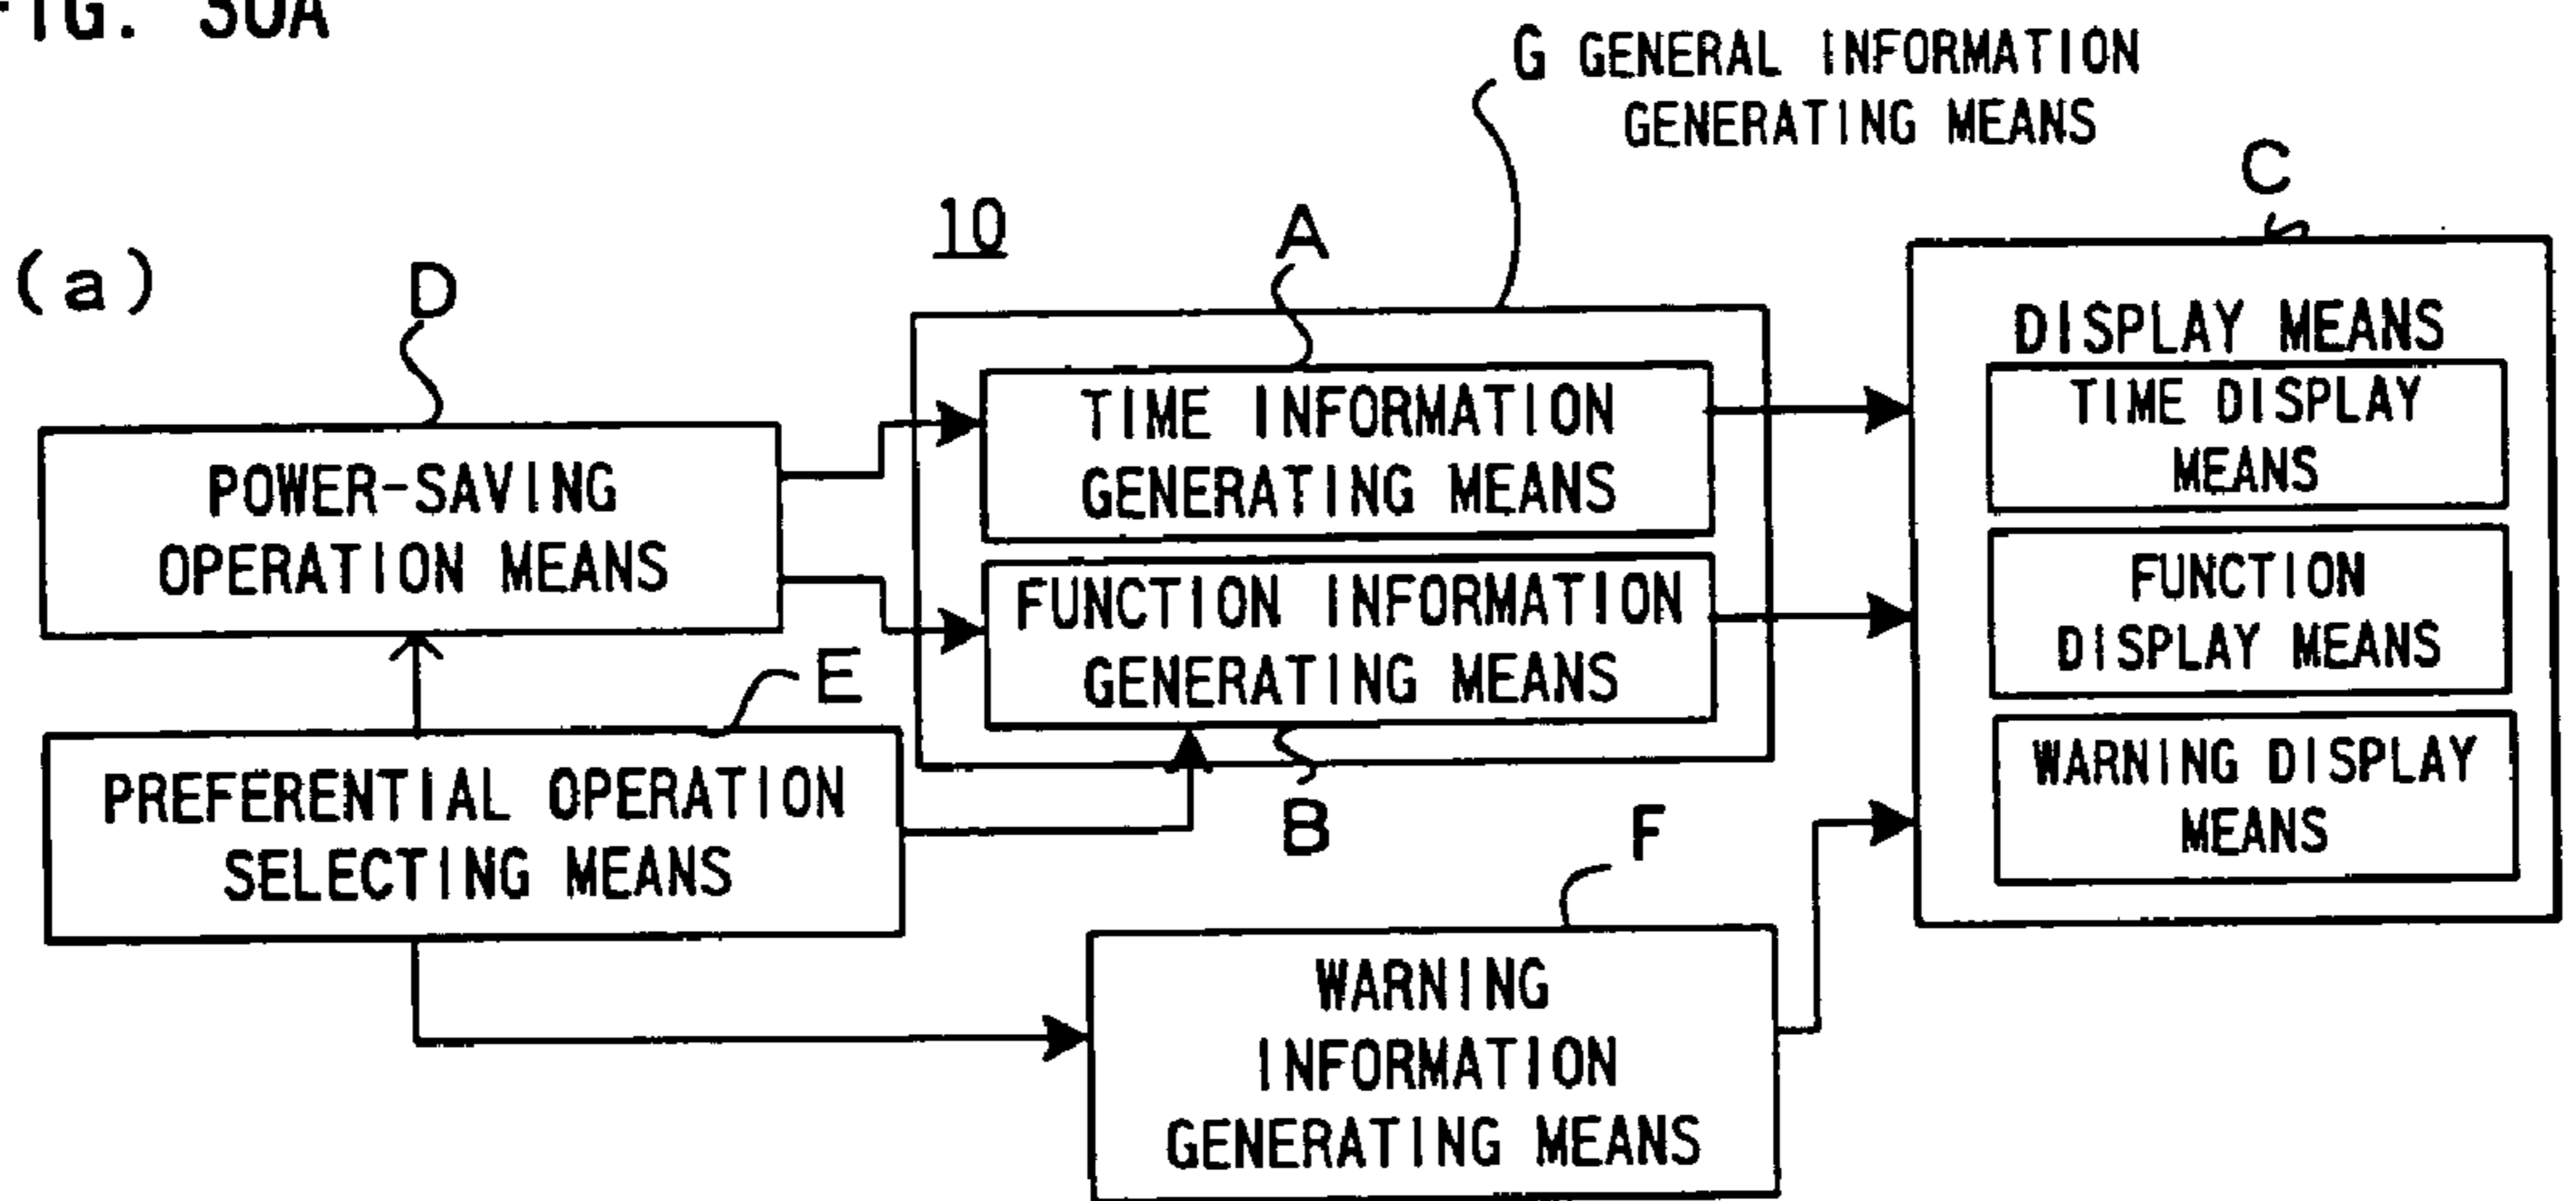 FIG. 30A
G GENERAL INFORMATION
GENERATING MEANS
C
10
A
(a)
D
DISPLAY MEANS
TIME DISPLAY
MEANS
TIME INFORMATION
GENERATING MEANS
POWER-SAVING
OPERATION MEANS
FUNCTION
DISPLAY MEANS
FUNCTION INFORMATION
GENERATING MEANS
E
WARNING DISPLAY
MEANS
PREFERENTIAL OPERATION
SELECTING MEANS
B
F
WARNING
INFORMATION
GENERATING MEANS